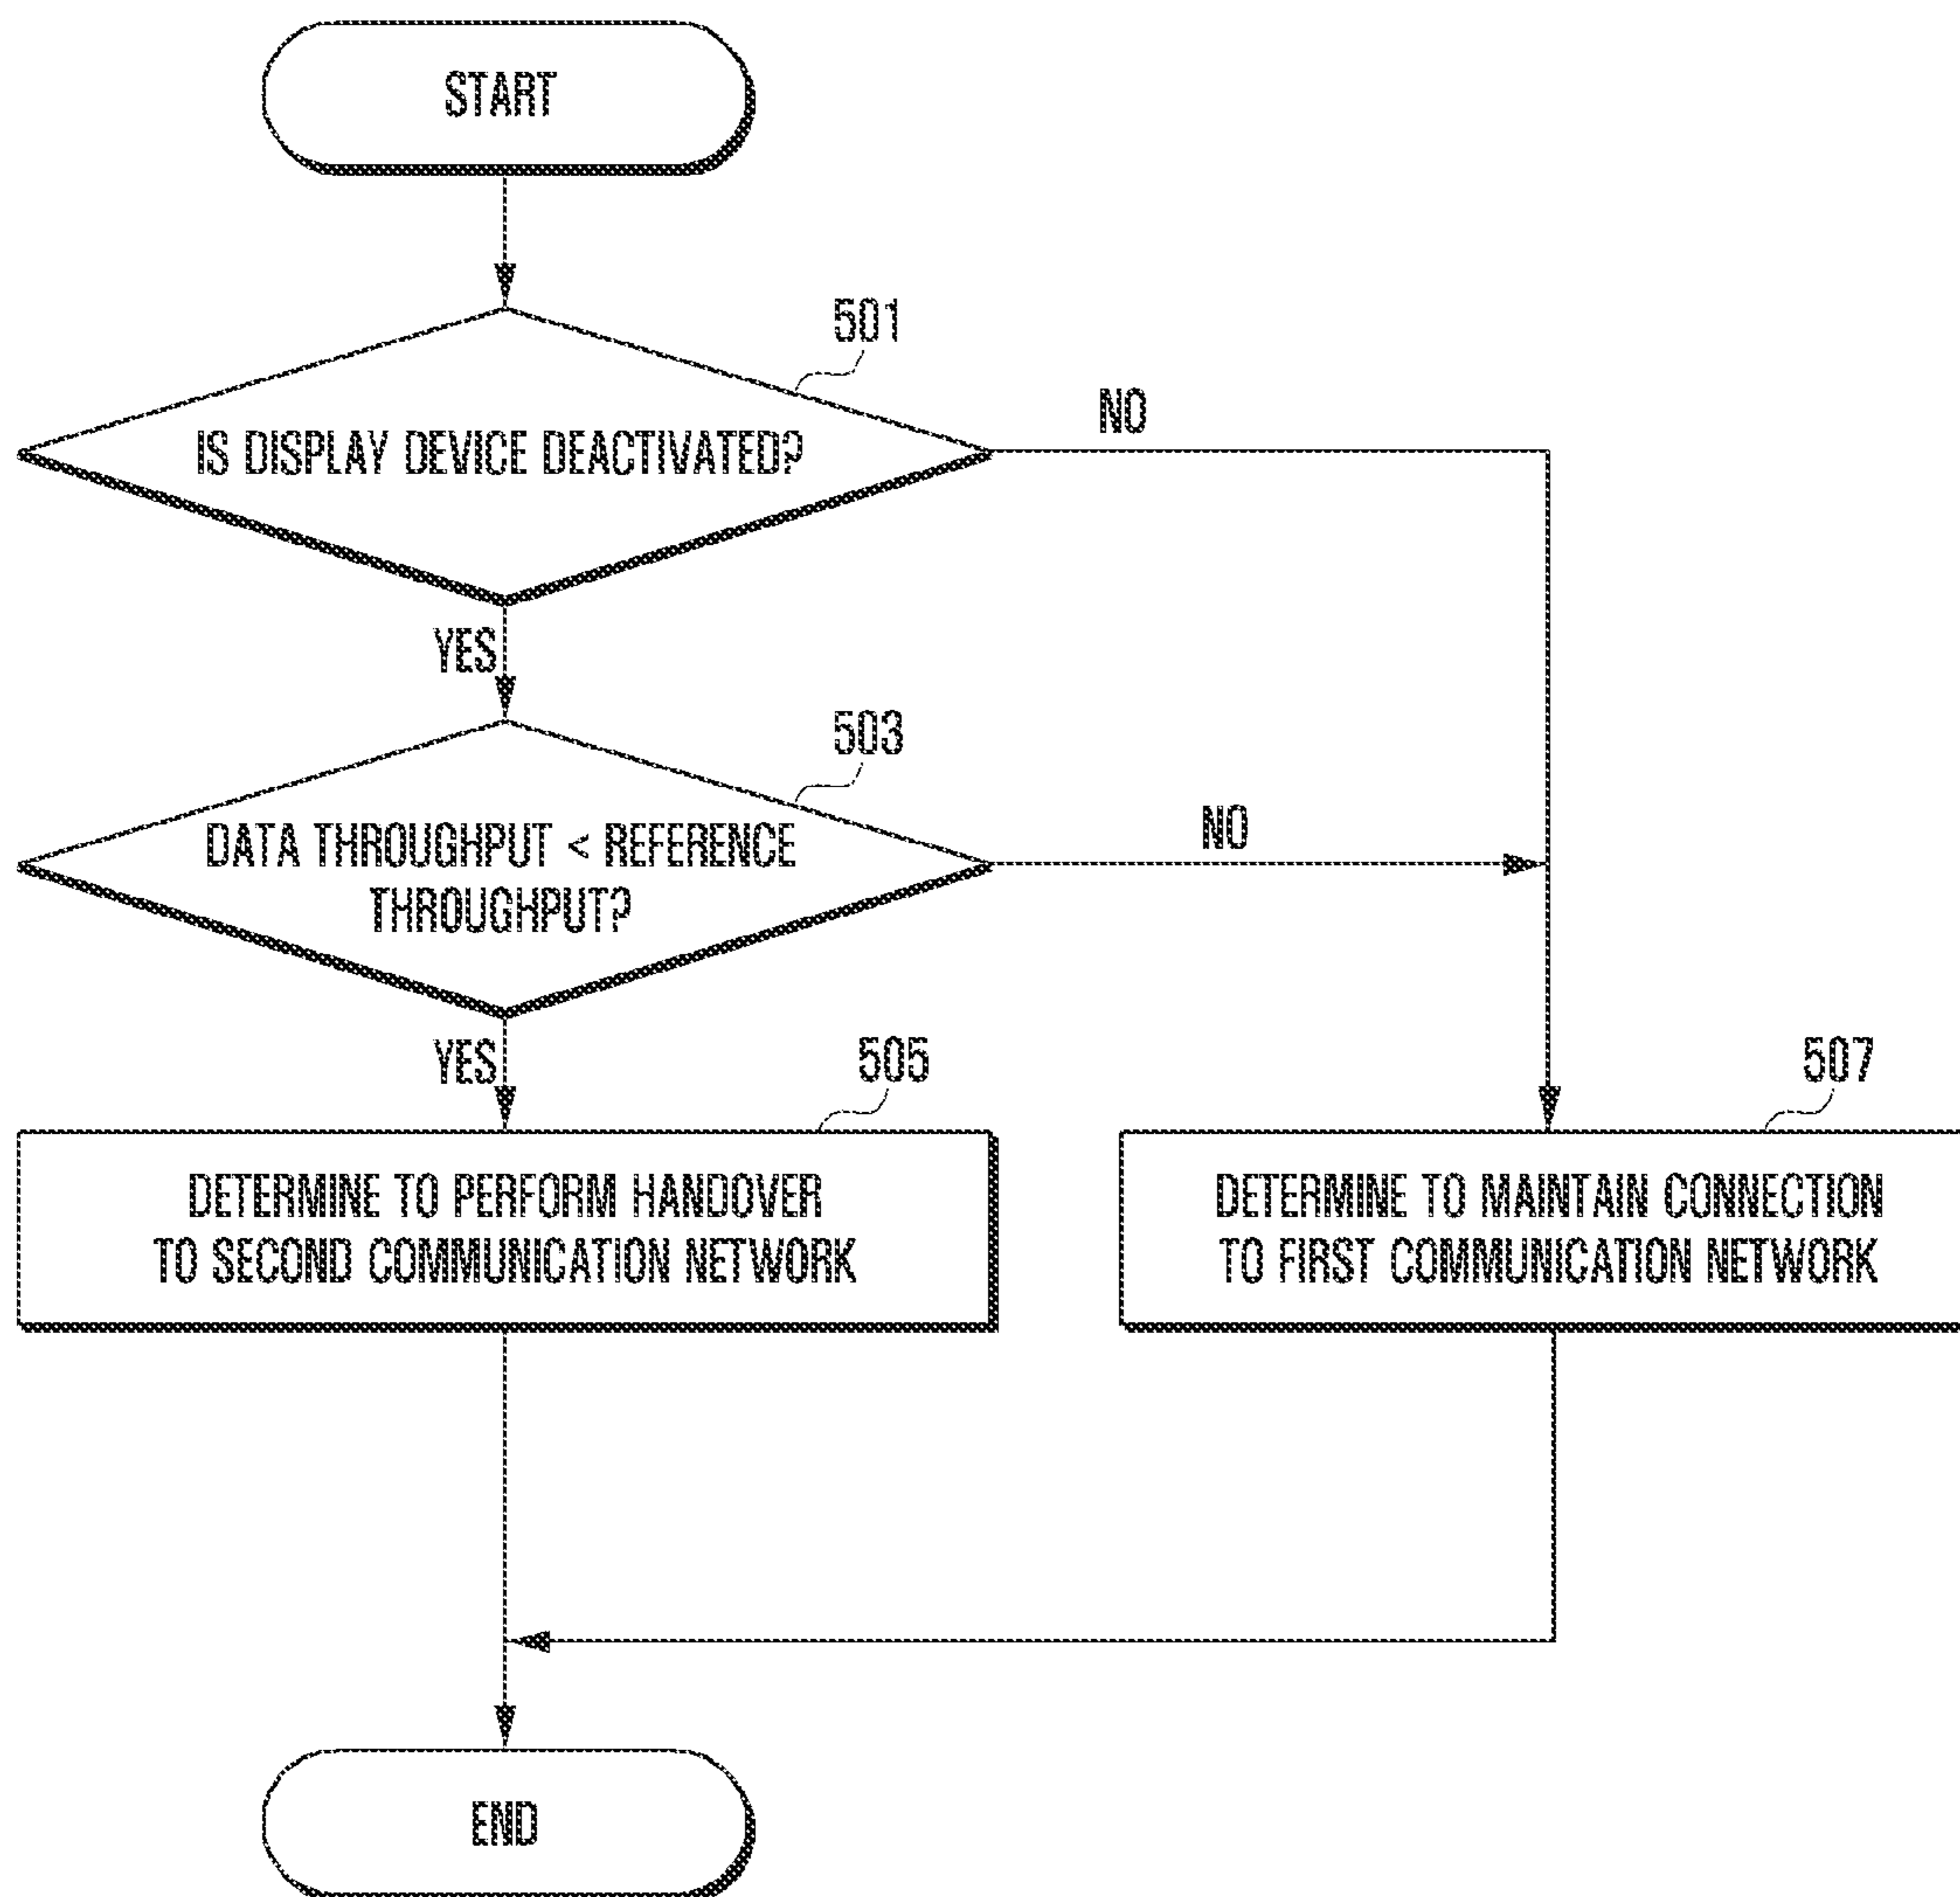 START
501
IS DISPLAY DEVICE DEACTIVATED?
NO
YES
503
DATA THROUGHPUT < REFERENCE
THROUGHPUT?
NO
YES
505
DETERMINE TO PERFORM HANDOVER
TO SECOND COMMUNICATION NETWORK
507
DETERMINE TO MAINTAIN CONNECTION
TO FIRST COMMUNICATION NETWORK
END